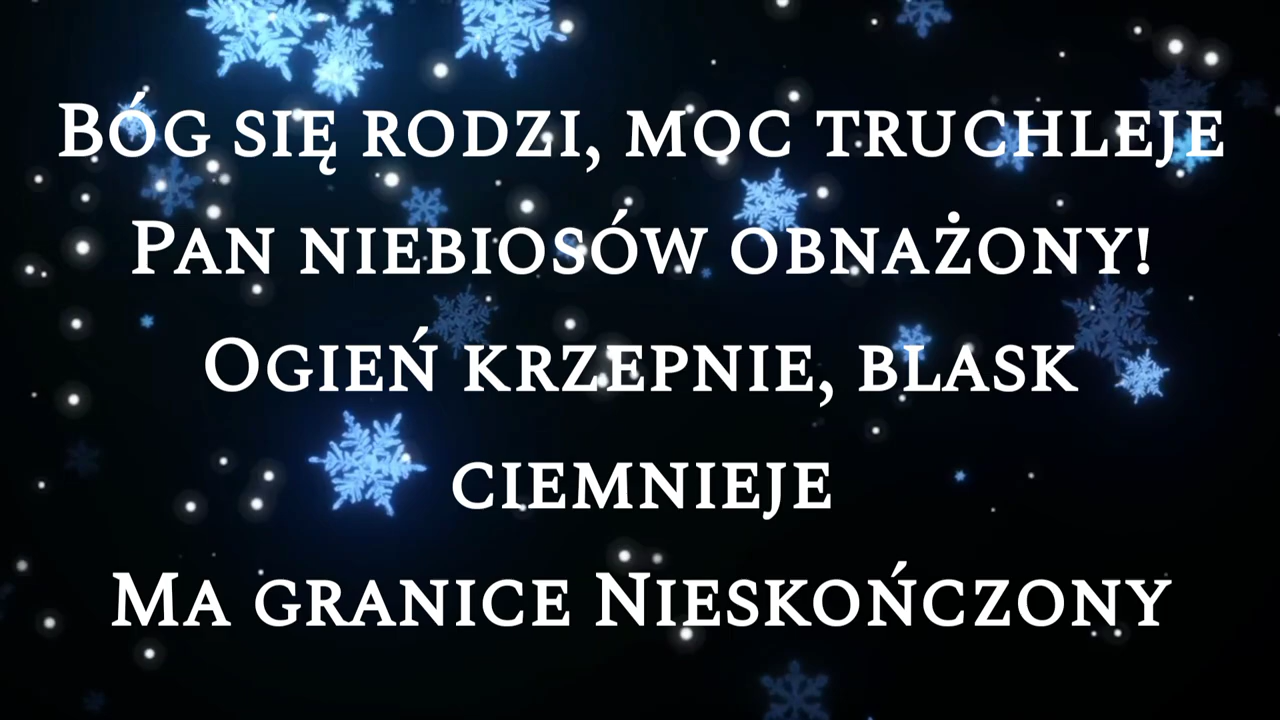 Bóg się rodzi, moc truchleje
Pan niebiosów obnażony!
Ogień krzepnie, blask
ciemnieje
Ma granice Nieskończony